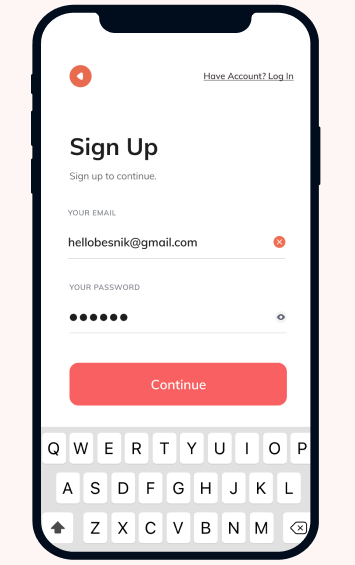 Have Account? Log In
Sign Up
Sign up to continue.
YOUR EMAIL
hellobesnik@gmail.com
YOUR PASSWORD
●●●●●●
Continue
Q W E R T Y U I O P
A S D F G H J K L
Z X C V B N M